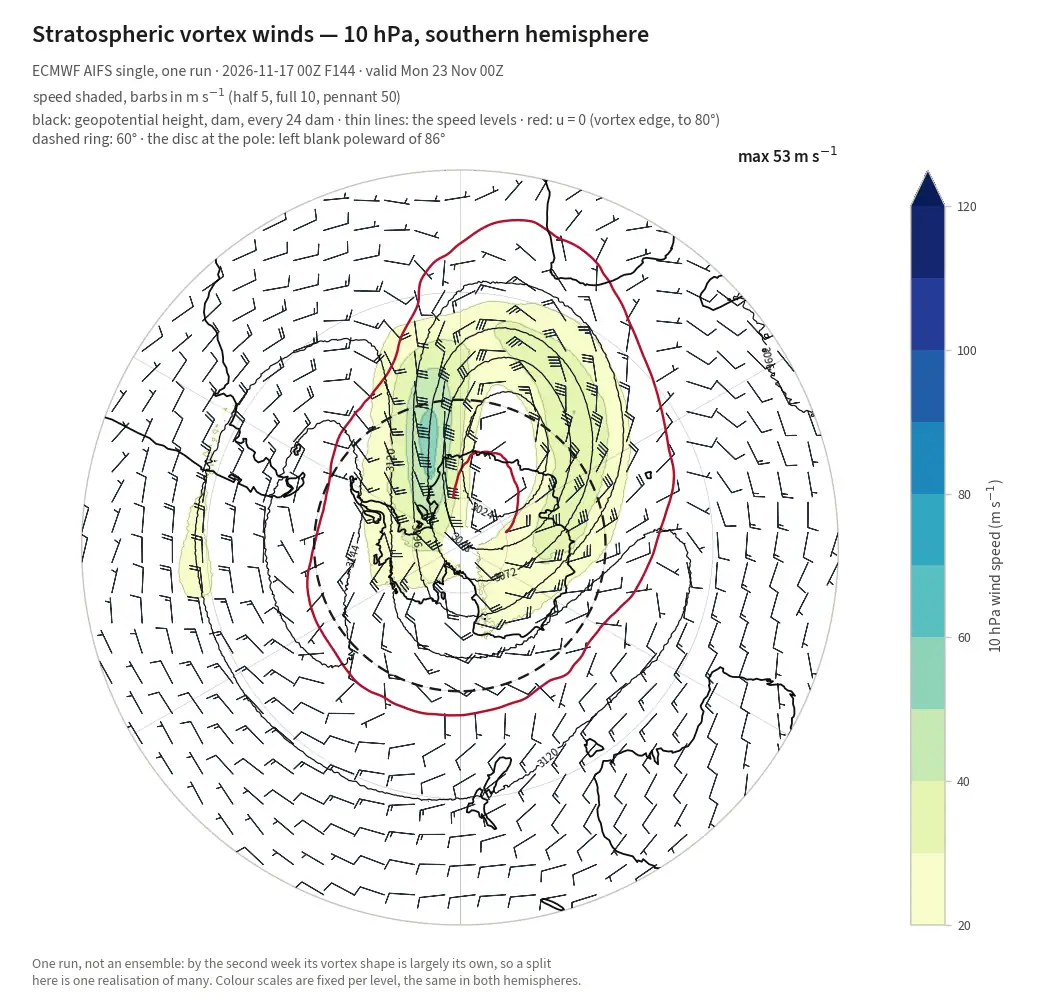 Stratospheric vortex winds — 10 hPa, southern hemisphere
ECMWF AIFS single, one run · 2026-11-17 00Z F144 · valid Mon 23 Nov 00Z
speed shaded, barbs in m s⁻¹ (half 5, full 10, pennant 50)
black: geopotential height, dam, every 24 dam · thin lines: the speed levels · red: u = 0 (vortex edge, to 80°)
dashed ring: 60° · the disc at the pole: left blank poleward of 86°
max 53 m s⁻¹
120
100
80
60
40
20
10 hPa wind speed (m s⁻¹)
3120
3144
3024
3072
3120
One run, not an ensemble: by the second week its vortex shape is largely its own, so a split
here is one realisation of many. Colour scales are fixed per level, the same in both hemispheres.